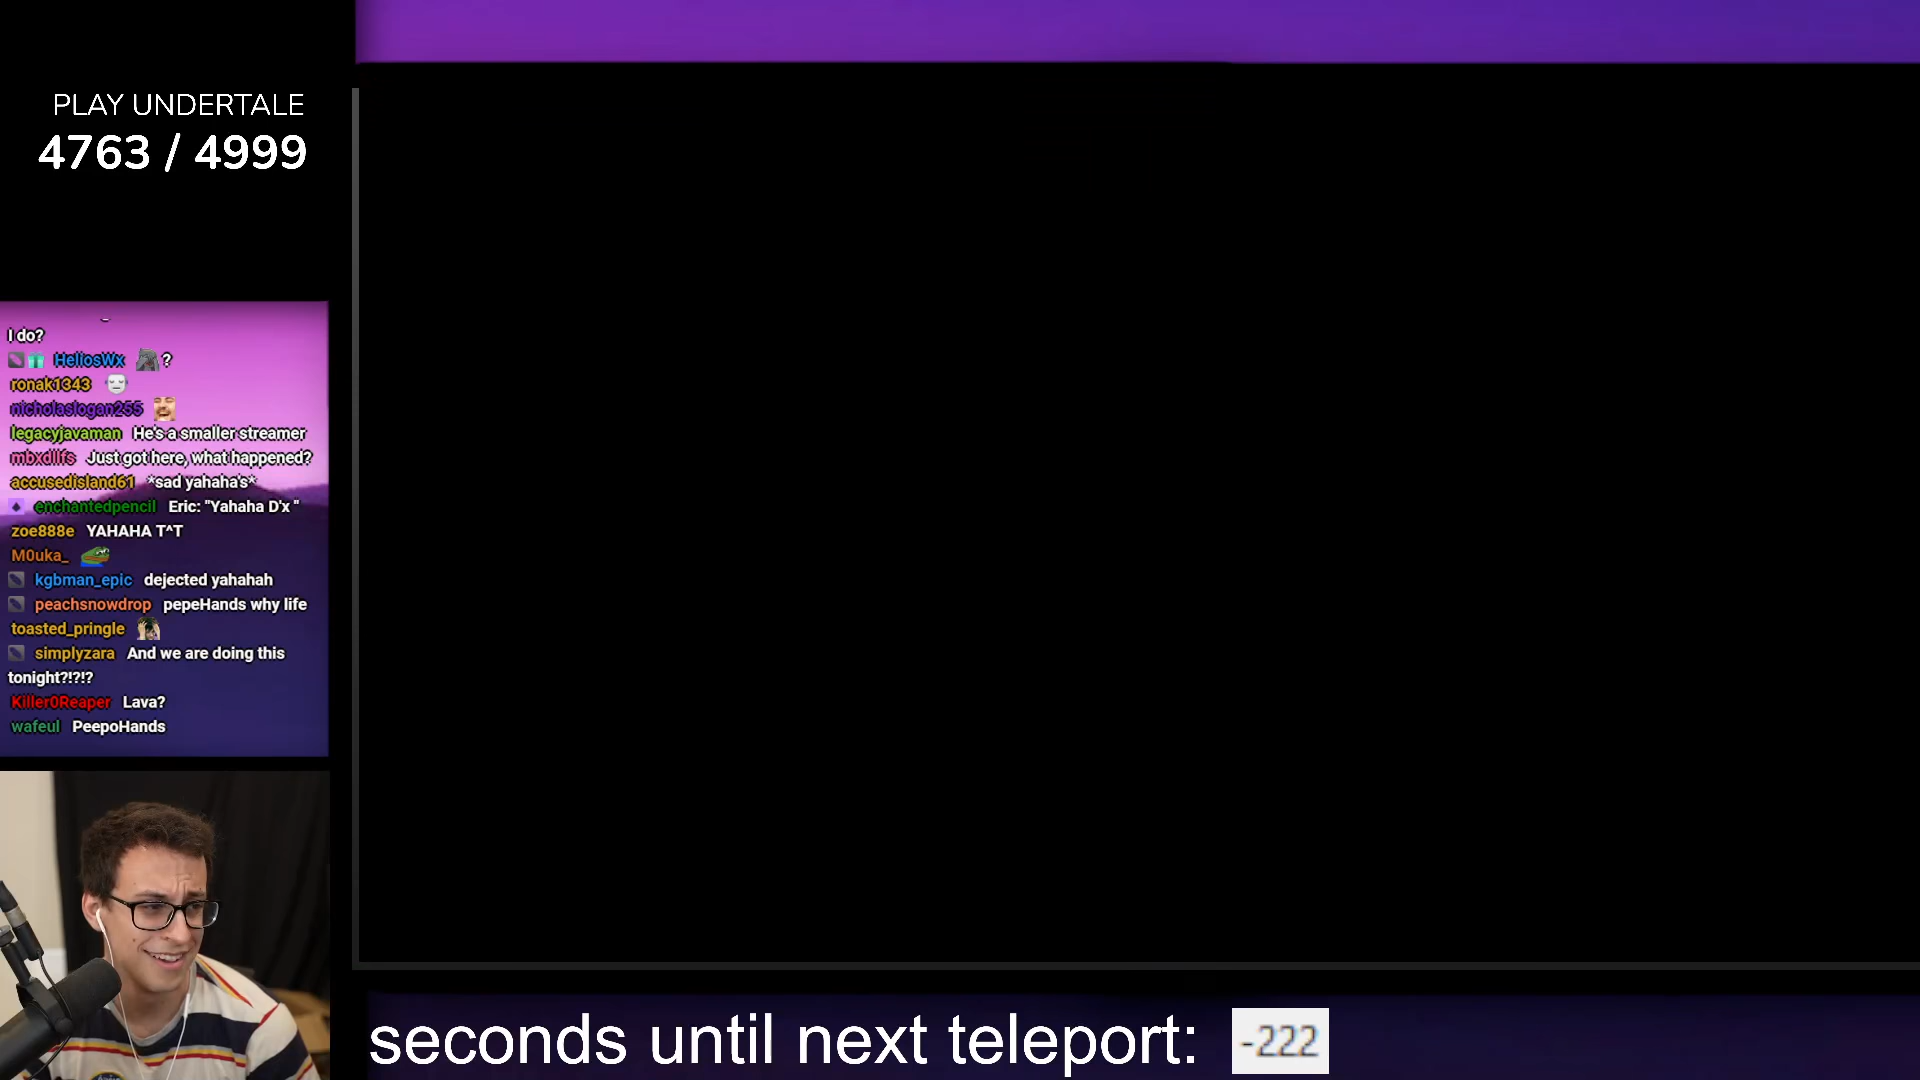 PLAY UNDERTALE
4763 / 4999
I do?
HeliosWx ?
ronak1343
nicholaslogan255
legacyjavaman He's a smaller streamer
mbxdllfs Just got here, what happened?
accusedisland61 *sad yahaha's*
enchantedpencil Eric: "Yahaha D'x "
zoe888e YAHAHA T^T
M0uka_
kgbman_epic dejected yahahah
peachsnowdrop pepeHands why life
toasted_pringle
simplyzara And we are doing this
tonight?!?!?
Killer0Reaper Lava?
wafeul PeepoHands
seconds until next teleport: -222